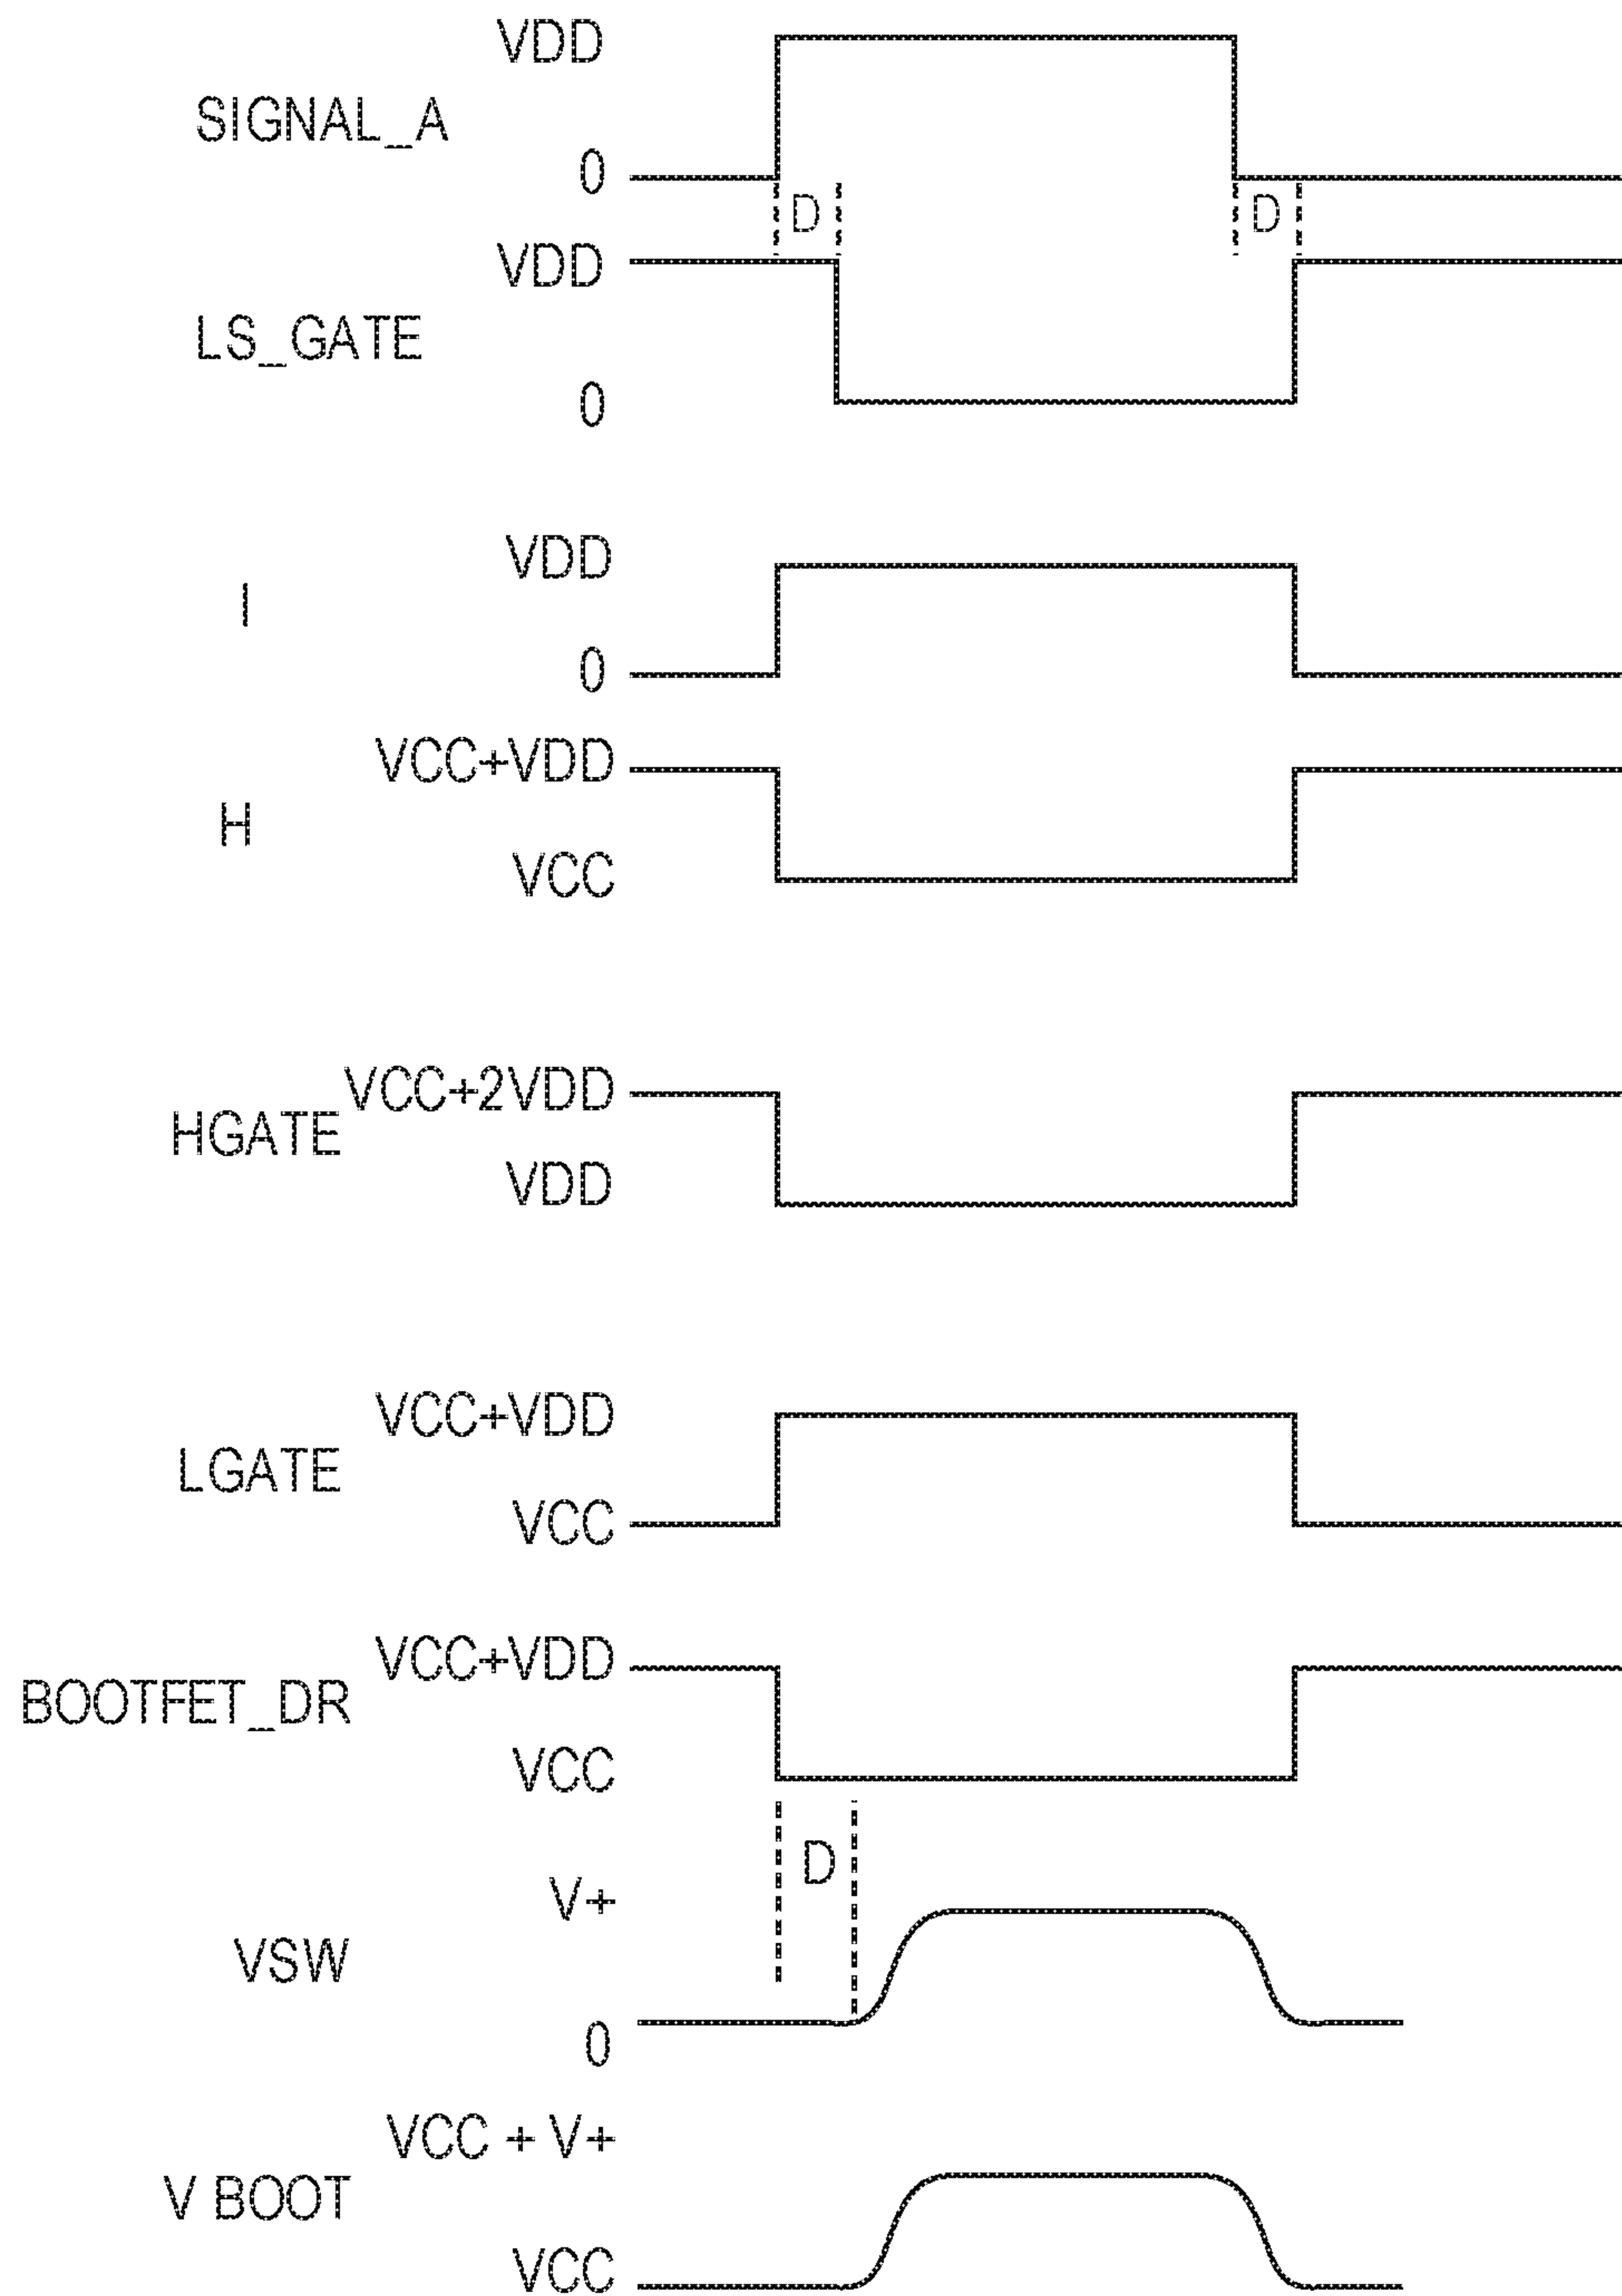 VDD
SIGNAL_A
0
D D
VDD
LS_GATE
0
VDD
I
0
VCC+VDD
H
VCC
VCC+2VDD
HGATE
VDD
VCC+VDD
LGATE
VCC
VCC+VDD
BOOTFET_DR
VCC
D
V+
VSW
0
VCC + V+
V BOOT
VCC